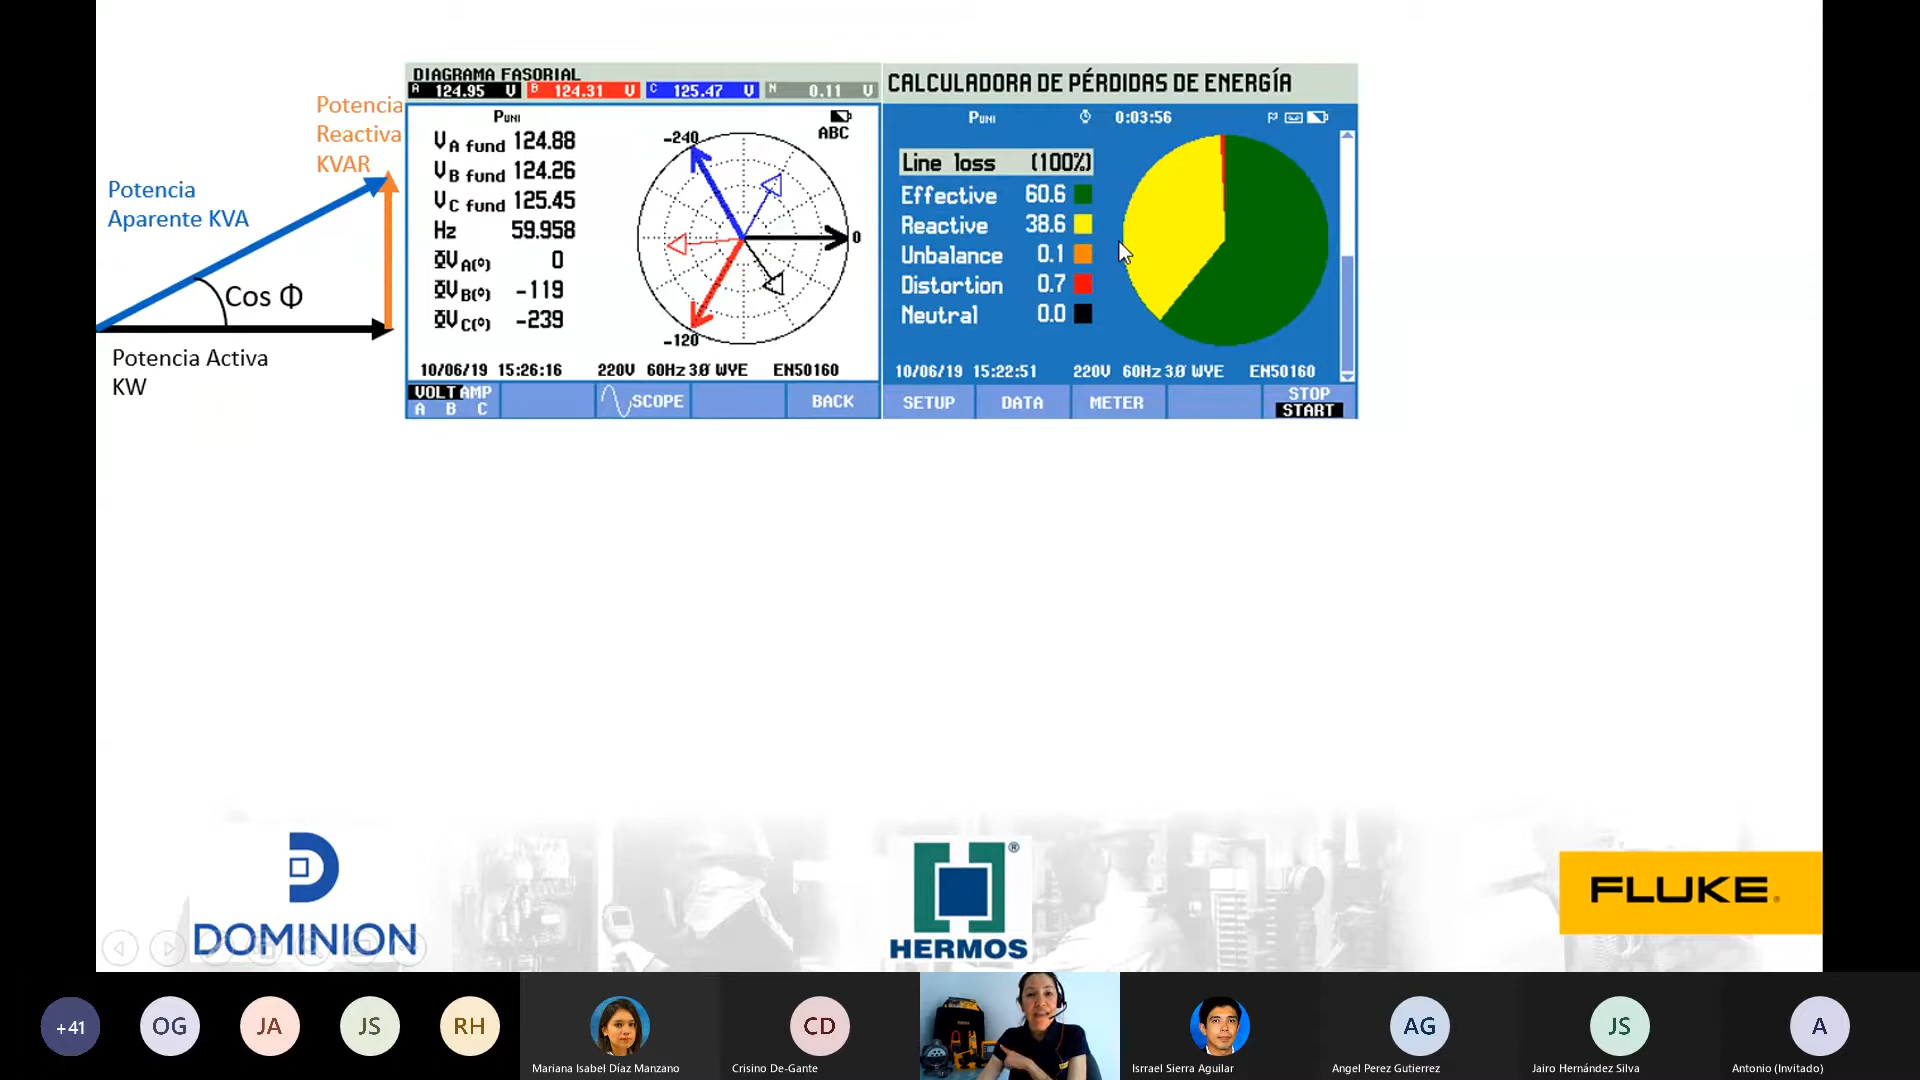 Potencia
Reactiva
KVAR
Potencia
Aparente KVA
Cos Φ
Potencia Activa
KW
DIAGRAMA FASORIAL
A 124.95 V B 124.31 V C 125.47 V N 0.11 V
PUNI
ABC
VA fund 124.88
VB fund 124.26
VC fund 125.45
Hz 59.958
ΦVA(°) 0
ΦVB(°) -119
ΦVC(°) -239
-240
0
-120
10/06/19 15:26:16 220V 60Hz 3Ø WYE EN50160
VOLT AMP
A B C
SCOPE
BACK
CALCULADORA DE PÉRDIDAS DE ENERGÍA
PUNI 0:03:56
Line loss (100%)
Effective 60.6
Reactive 38.6
Unbalance 0.1
Distortion 0.7
Neutral 0.0
10/06/19 15:22:51 220V 60Hz 3Ø WYE EN50160
SETUP DATA METER
STOP
START
DOMINION
HERMOS
®
FLUKE®
+41
OG
JA
JS
RH
Mariana Isabel Díaz Manzano
CD
Crisino De-Gante
Isrrael Sierra Aguilar
AG
Angel Perez Gutierrez
JS
Jairo Hernández Silva
A
Antonio (Invitado)